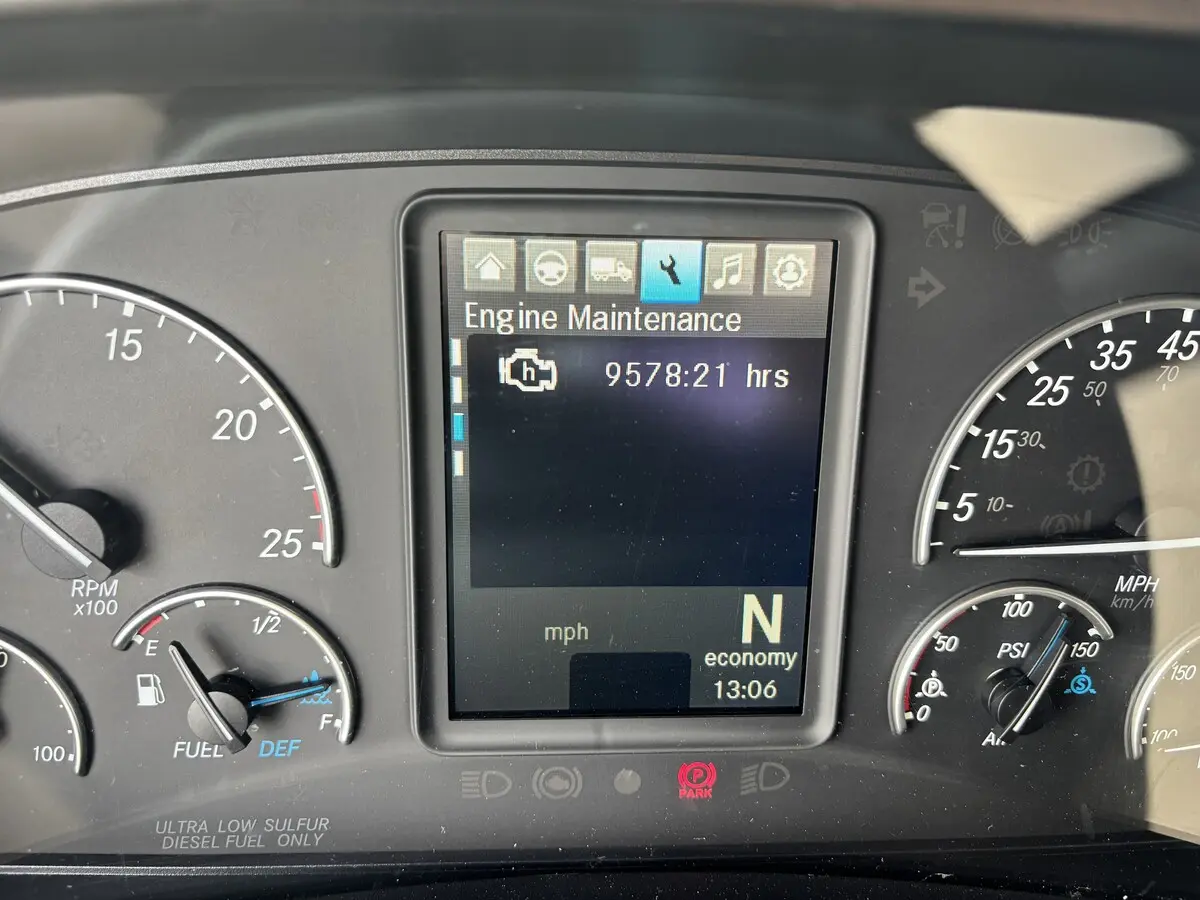 Engine Maintenance
h 9578:21 hrs
mph
N
economy
13:06
15
20
25
RPM
x100
E
1/2
F
FUEL
DEF
100
ULTRA LOW SULFUR
DIESEL FUEL ONLY
P
PARK
5
15
25
35
45
10
30
50
70
MPH
km/h
0
50
100
150
PSI
P
S
150
100